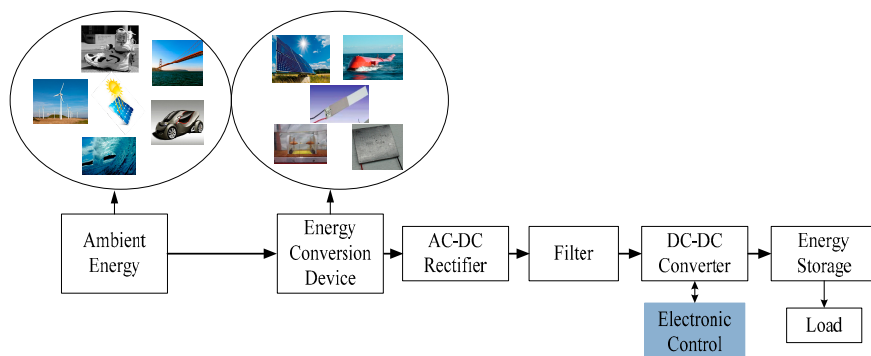 Ambient
Energy
Energy
Conversion
Device
AC-DC
Rectifier
Filter
DC-DC
Converter
Energy
Storage
Electronic
Control
Load